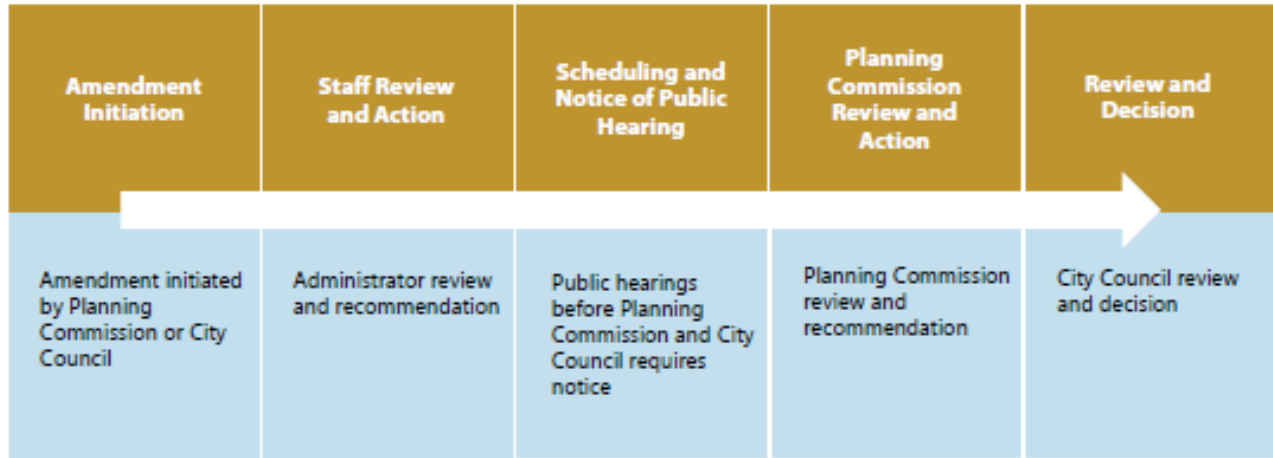 Amendment
Initiation
Staff Review
and Action
Scheduling and
Notice of Public
Hearing
Planning
Commission
Review and
Action
Review and
Decision
Amendment initiated
by Planning
Commission or City
Council
Administrator review
and recommendation
Public hearings
before Planning
Commission and City
Council requires
notice
Planning Commission
review and
recommendation
City Council review
and decision